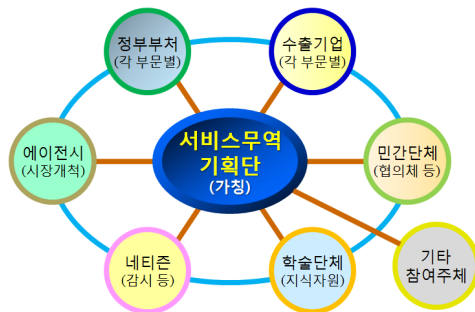 정부부처
(각 부문별)
수출기업
(각 부문별)
에이전시
(시장개척)
서비스무역
기획단
(가칭)
민간단체
(협의체 등)
네티즌
(감시 등)
학술단체
(지식자원)
기타
참여주체